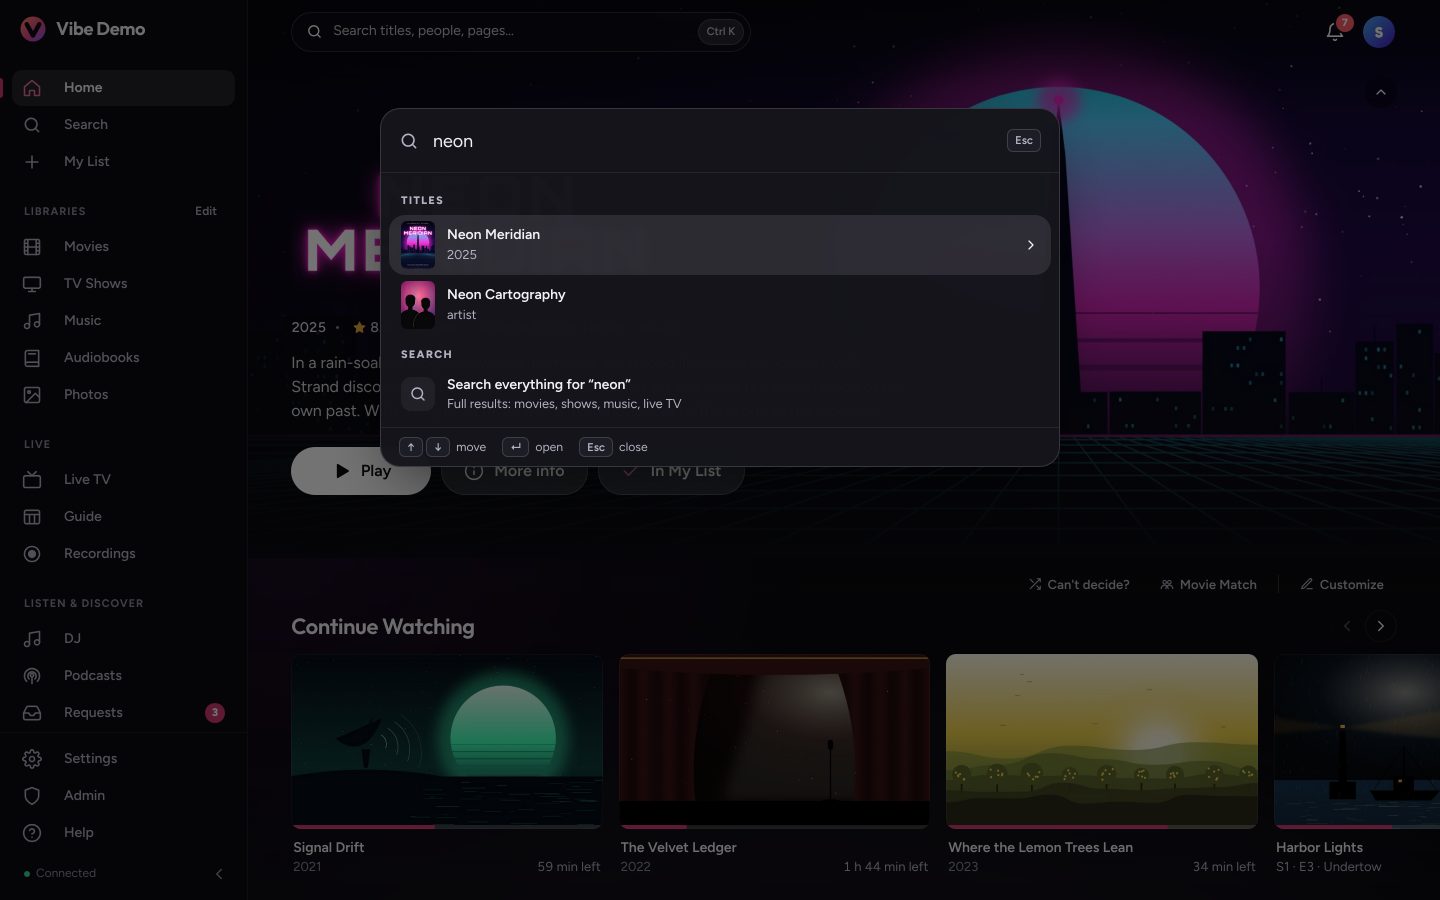 Vibe Demo
Search titles, people, pages...
Ctrl K
7
S
Home
Search
My List
LIBRARIES
Edit
Movies
TV Shows
Music
Audiobooks
Photos
LIVE
Live TV
Guide
Recordings
LISTEN & DISCOVER
DJ
Podcasts
Requests
3
Settings
Admin
Help
Connected
neon
Esc
TITLES
NEON
MERIDIAN
Neon Meridian
2025
Neon Cartography
artist
SEARCH
Search everything for “neon”
Full results: movies, shows, music, live TV
move
open
Esc
close
2025 • 8
In a rain-soa
Strand disco
own past. W
Play
More info
In My List
Can't decide?
Movie Match
Customize
Continue Watching
Signal Drift
2021
59 min left
The Velvet Ledger
2022
1 h 44 min left
Where the Lemon Trees Lean
2023
34 min left
Harbor Lights
S1 · E3 · Undertow